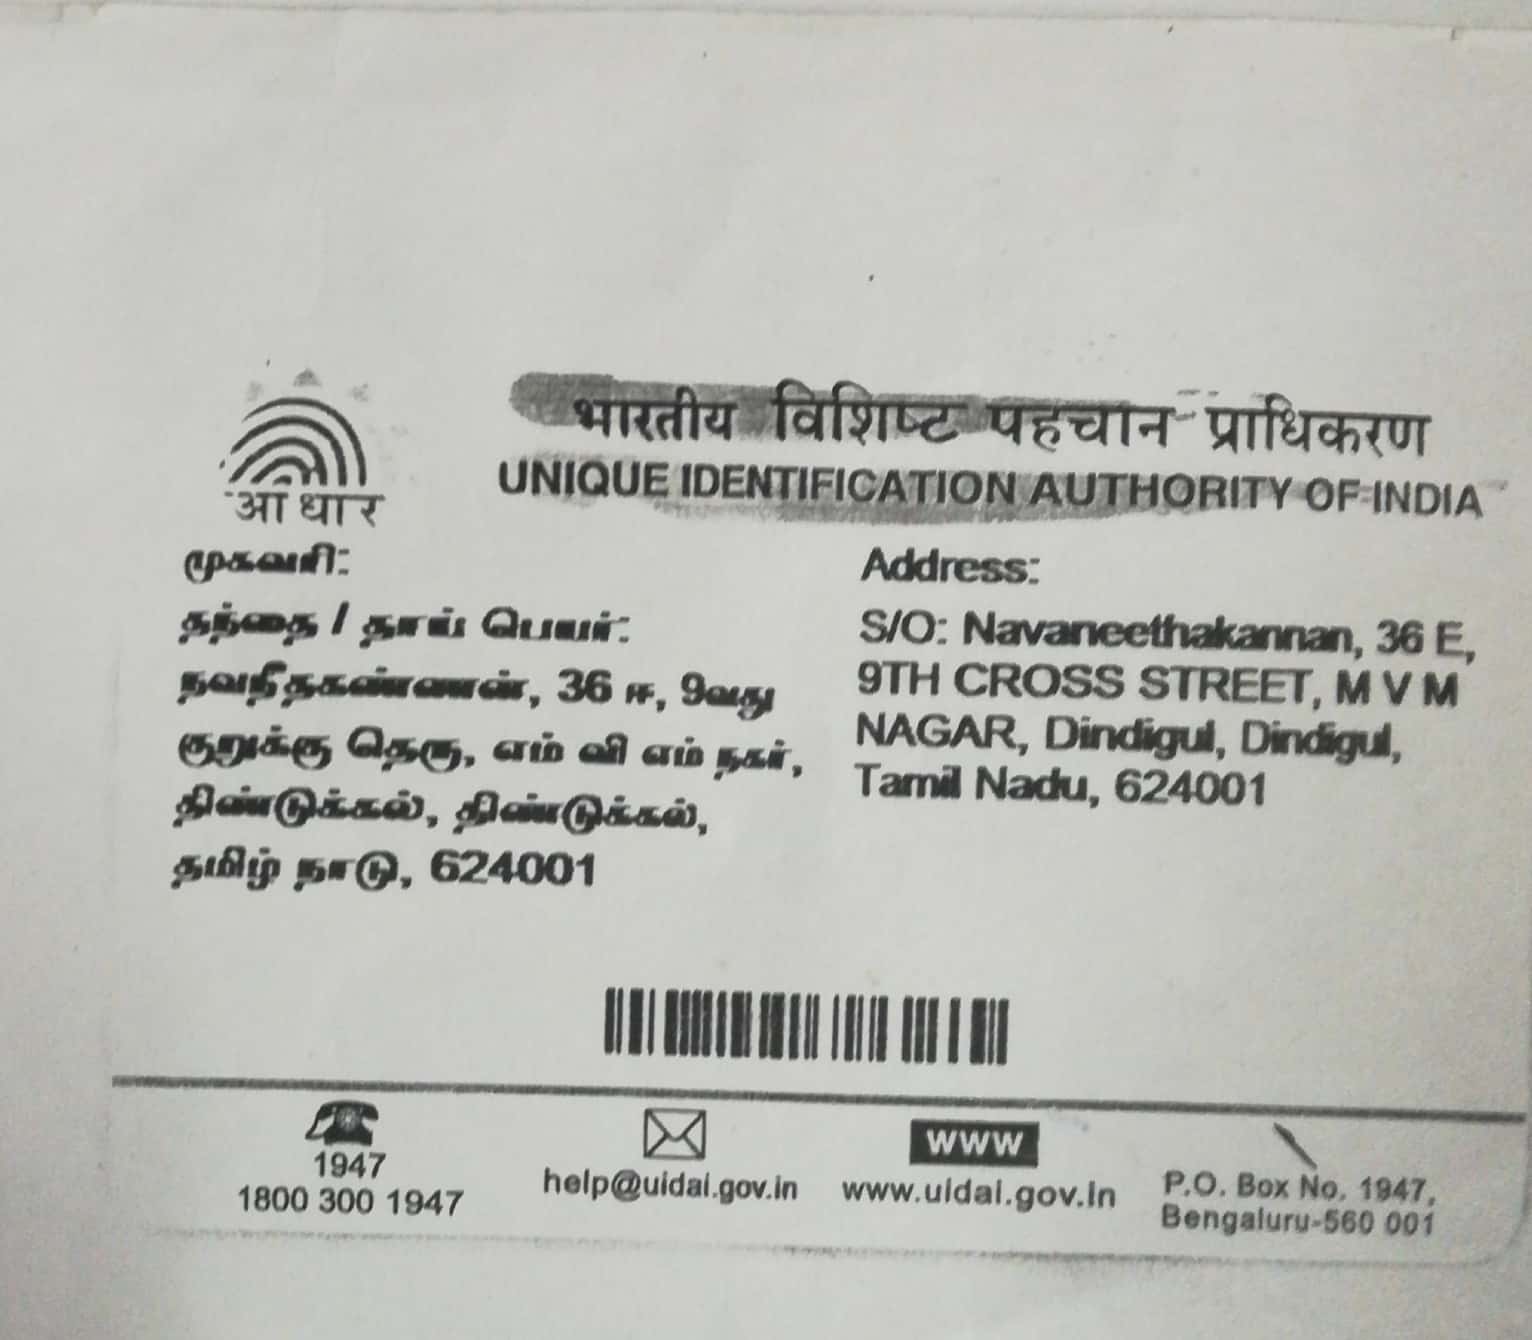 भारतीय विशिष्ट पहचान प्राधिकरण
UNIQUE IDENTIFICATION AUTHORITY OF INDIA
आधार
முகவரி:
தந்தை / தாய் பெயர்:
நவநீதகண்ணன், 36 ஈ, 9வது
குறுக்கு தெரு, எம் வி எம் நகர்,
திண்டுக்கல், திண்டுக்கல்,
தமிழ் நாடு, 624001
Address:
S/O: Navaneethakannan, 36 E,
9TH CROSS STREET, M V M
NAGAR, Dindigul, Dindigul,
Tamil Nadu, 624001
1947
1800 300 1947
help@uidai.gov.in
www
www.uidai.gov.in
P.O. Box No. 1947,
Bengaluru-560 001